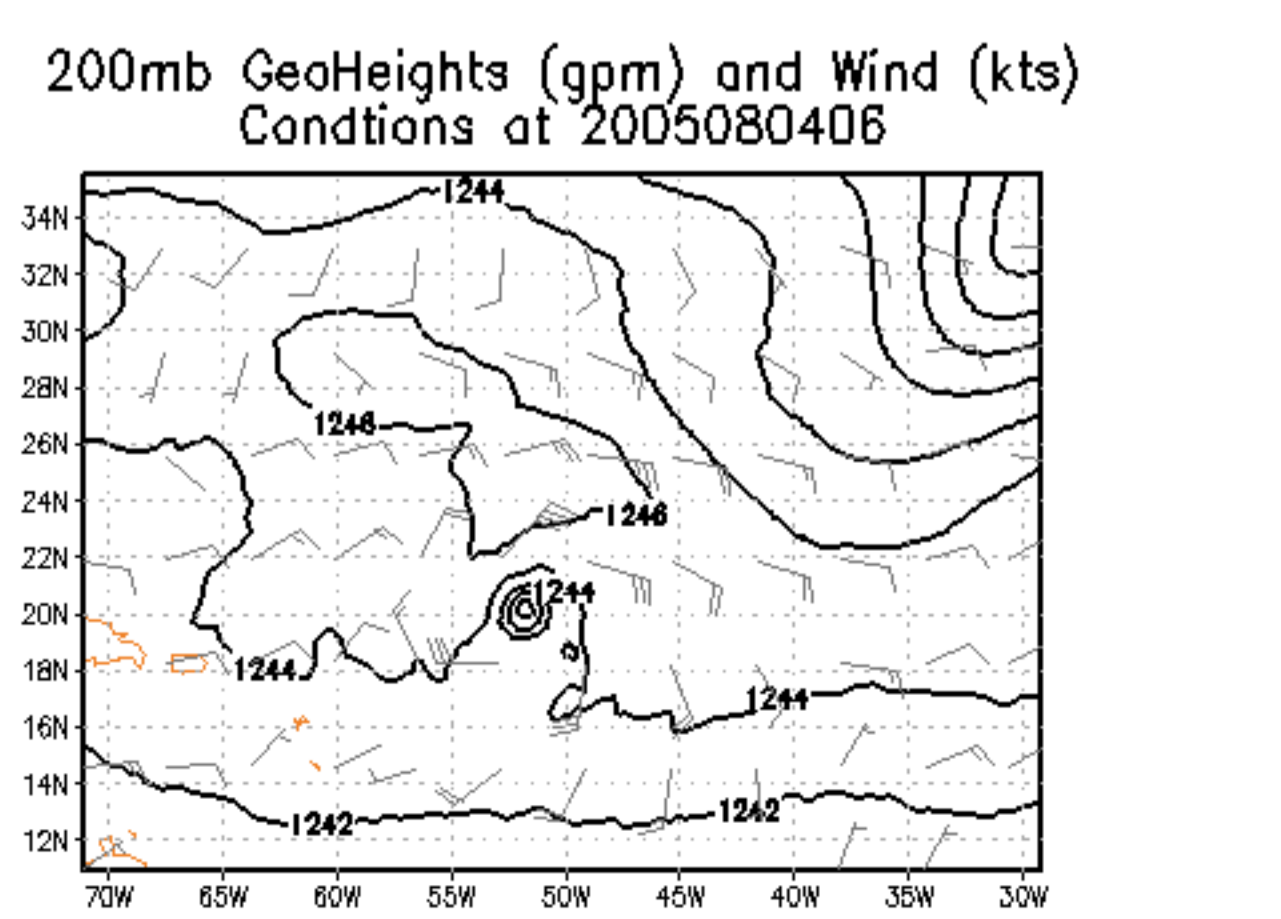 200mb GeoHeights (gpm) and Wind (kts)
Condtions at 2005080406
1244
34N
32N
30N
28N
1246
26N
24N
1246
22N
1244
20N
18N
1244
1244
16N
14N
1242
1242
12N
70W 65W 60W 55W 50W 45W 40W 35W 30W